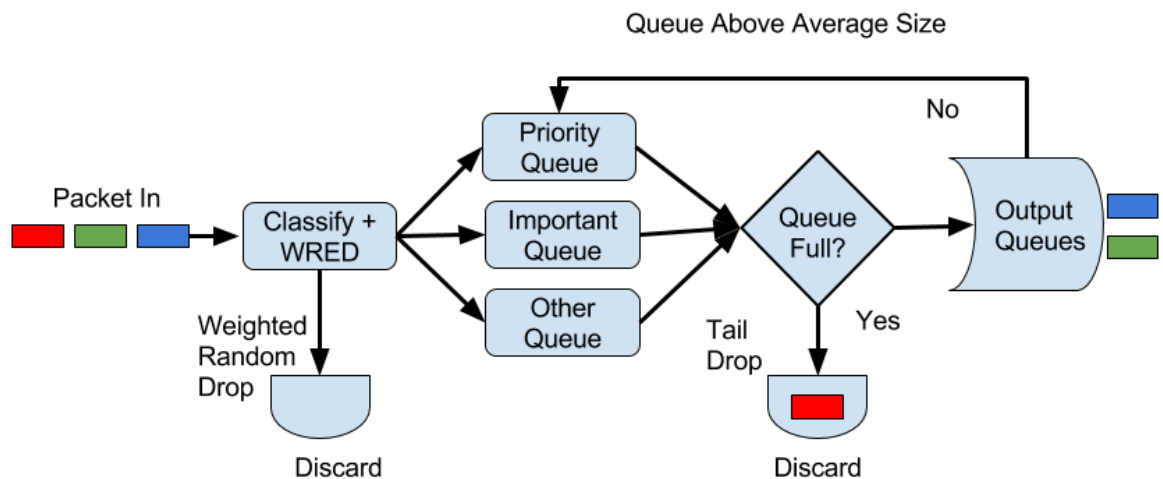 Queue Above Average Size
No
Packet In
Classify +
WRED
Priority
Queue
Important
Queue
Other
Queue
Queue
Full?
Output
Queues
Weighted
Random
Drop
Tail
Drop
Yes
Discard
Discard